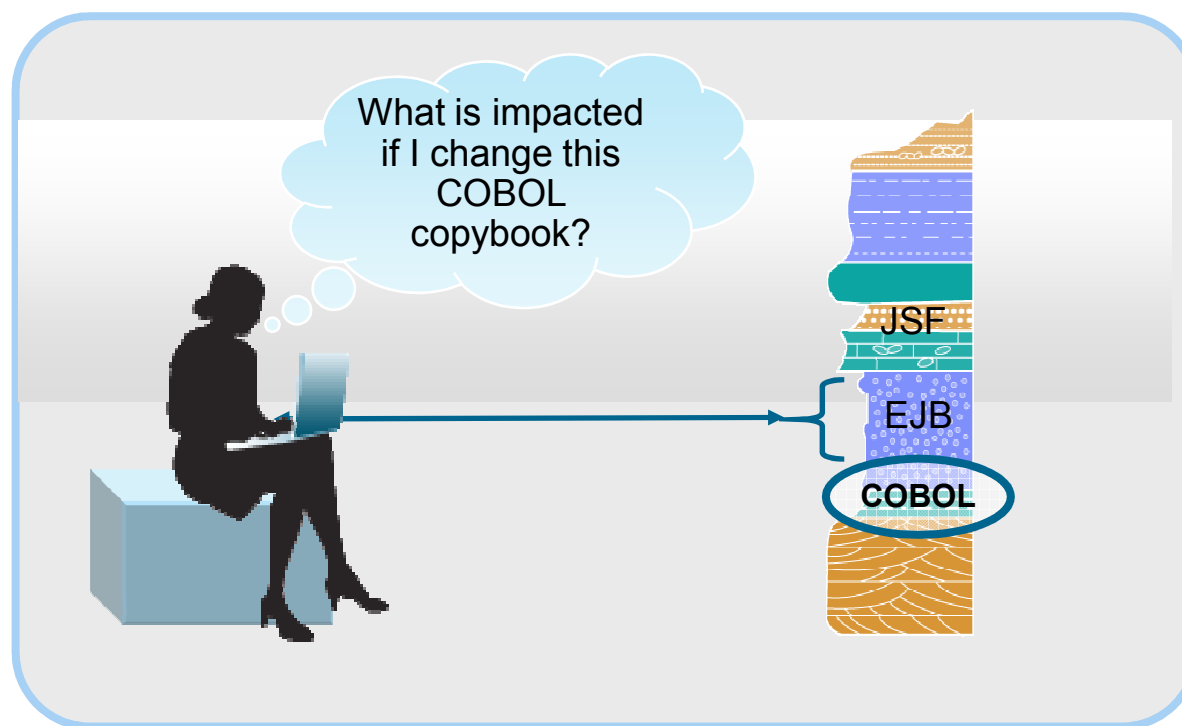 What is impacted
if I change this
COBOL
copybook?
JSF
EJB
COBOL